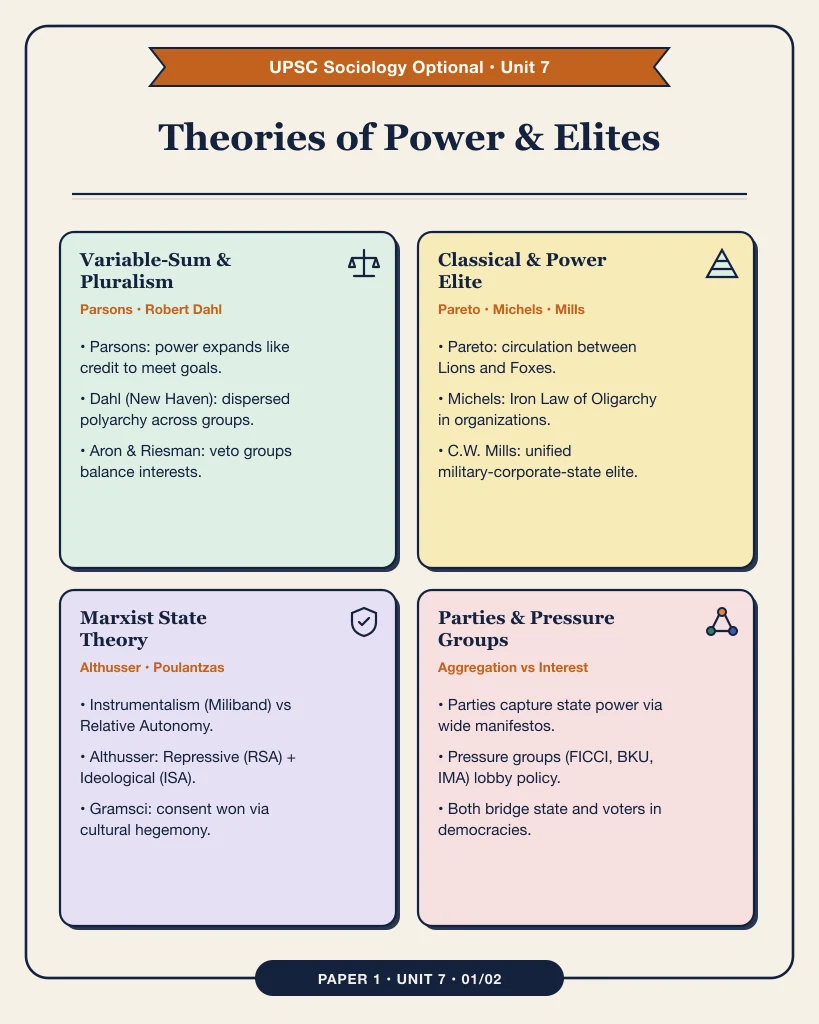 UPSC Sociology Optional • Unit 7
Theories of Power & Elites
Variable-Sum &
Pluralism
Parsons • Robert Dahl
• Parsons: power expands like
credit to meet goals.
• Dahl (New Haven): dispersed
polyarchy across groups.
• Aron & Riesman: veto groups
balance interests.
Classical & Power
Elite
Pareto • Michels • Mills
• Pareto: circulation between
Lions and Foxes.
• Michels: Iron Law of Oligarchy
in organizations.
• C.W. Mills: unified
military-corporate-state elite.
Marxist State
Theory
Althusser • Poulantzas
• Instrumentalism (Miliband) vs
Relative Autonomy.
• Althusser: Repressive (RSA) +
Ideological (ISA).
• Gramsci: consent won via
cultural hegemony.
Parties & Pressure
Groups
Aggregation vs Interest
• Parties capture state power via
wide manifestos.
• Pressure groups (FICCI, BKU,
IMA) lobby policy.
• Both bridge state and voters in
democracies.
PAPER 1 • UNIT 7 • 01/02